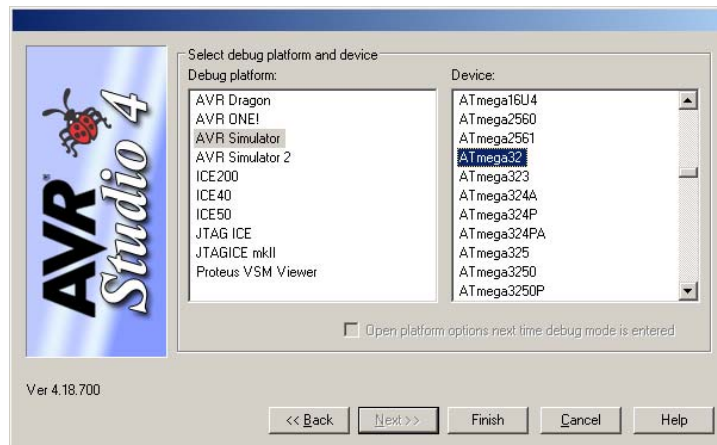 AVR Studio 4
Select debug platform and device
Debug platform:
AVR Dragon
AVR ONE!
AVR Simulator
AVR Simulator 2
ICE200
ICE40
ICE50
JTAG ICE
JTAGICE mkII
Proteus VSM Viewer
Device:
ATmega16U4
ATmega2560
ATmega2561
ATmega32
ATmega323
ATmega324A
ATmega324P
ATmega324PA
ATmega325
ATmega3250
ATmega3250P
Open platform options next time debug mode is entered
Ver 4.18.700
<< Back
Next >>
Finish
Cancel
Help